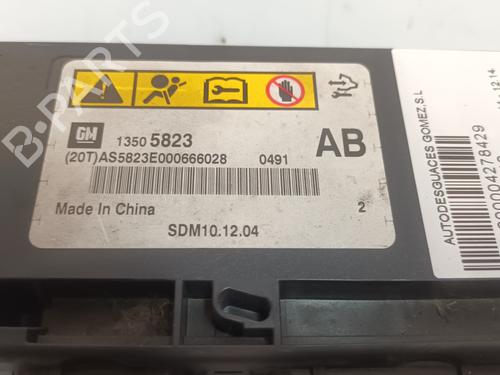 B-PARTS
GM
1350 5823
AB
(20T)AS5823E000666028 0491
Made In China
2
SDM10.12.04
AUTODESGUACES GOMEZ,S.L